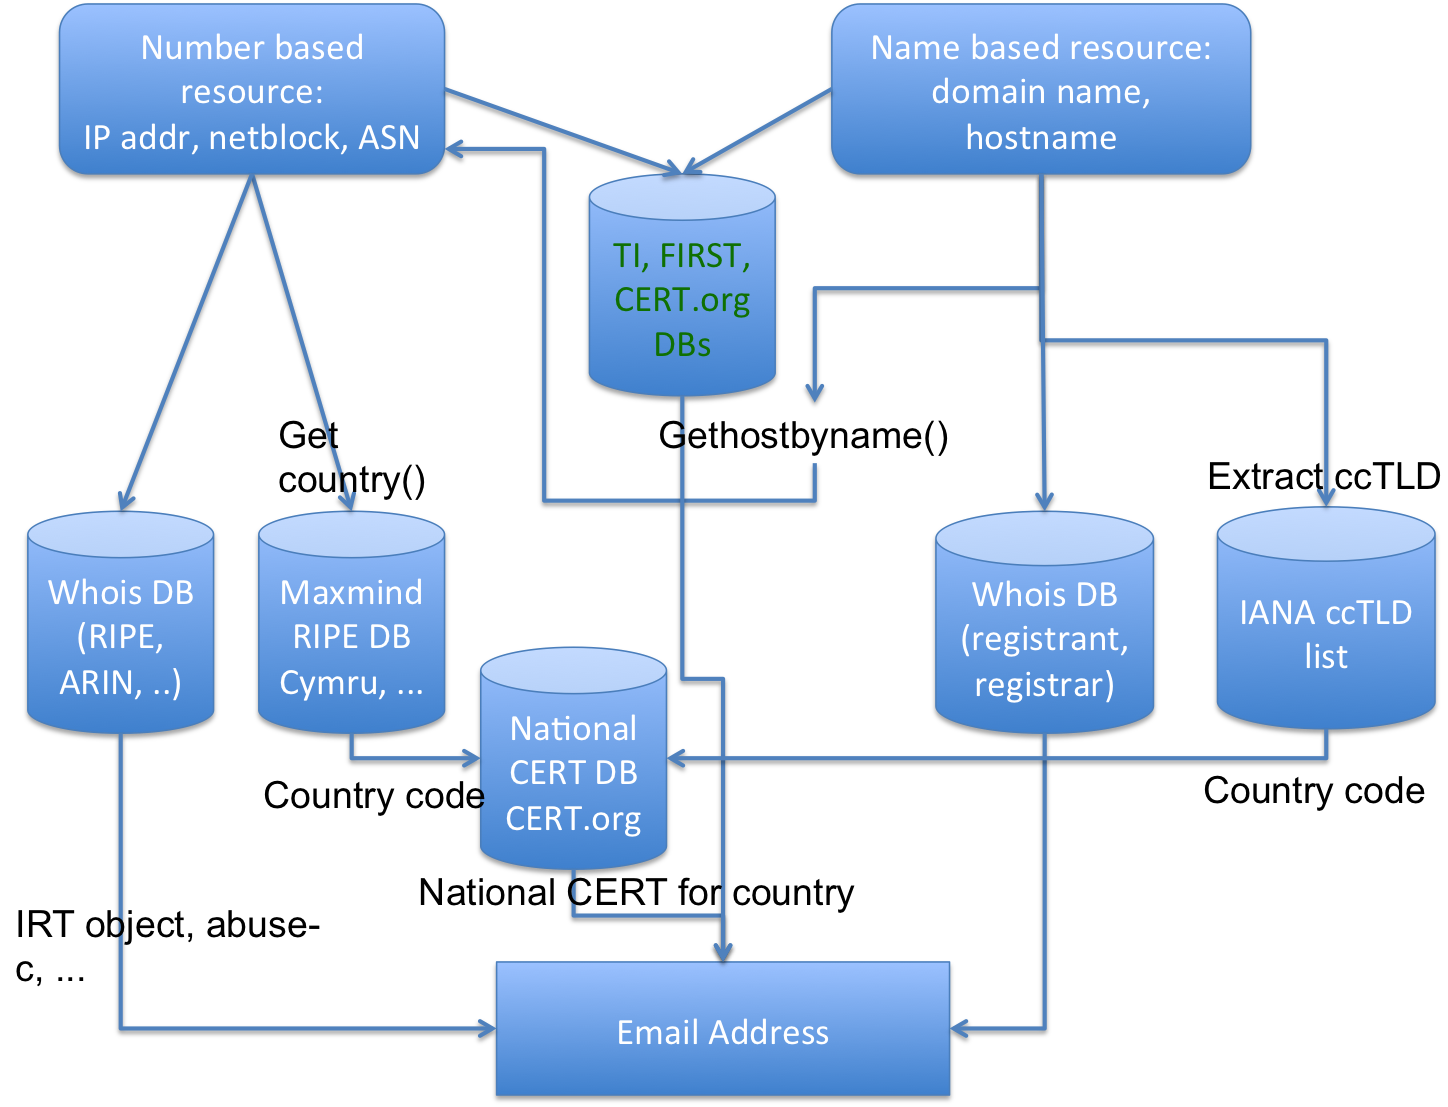 Number based
resource:
IP addr, netblock, ASN
Name based resource:
domain name,
hostname
TI, FIRST,
CERT.org
DBs
Get
country()
Gethostbyname()
Extract ccTLD
Whois DB
(RIPE,
ARIN, ..)
Maxmind
RIPE DB
Cymru, ...
National
CERT DB
CERT.org
Whois DB
(registrant,
registrar)
IANA ccTLD
list
Country code
Country code
National CERT for country
IRT object, abuse-
c, ...
Email Address